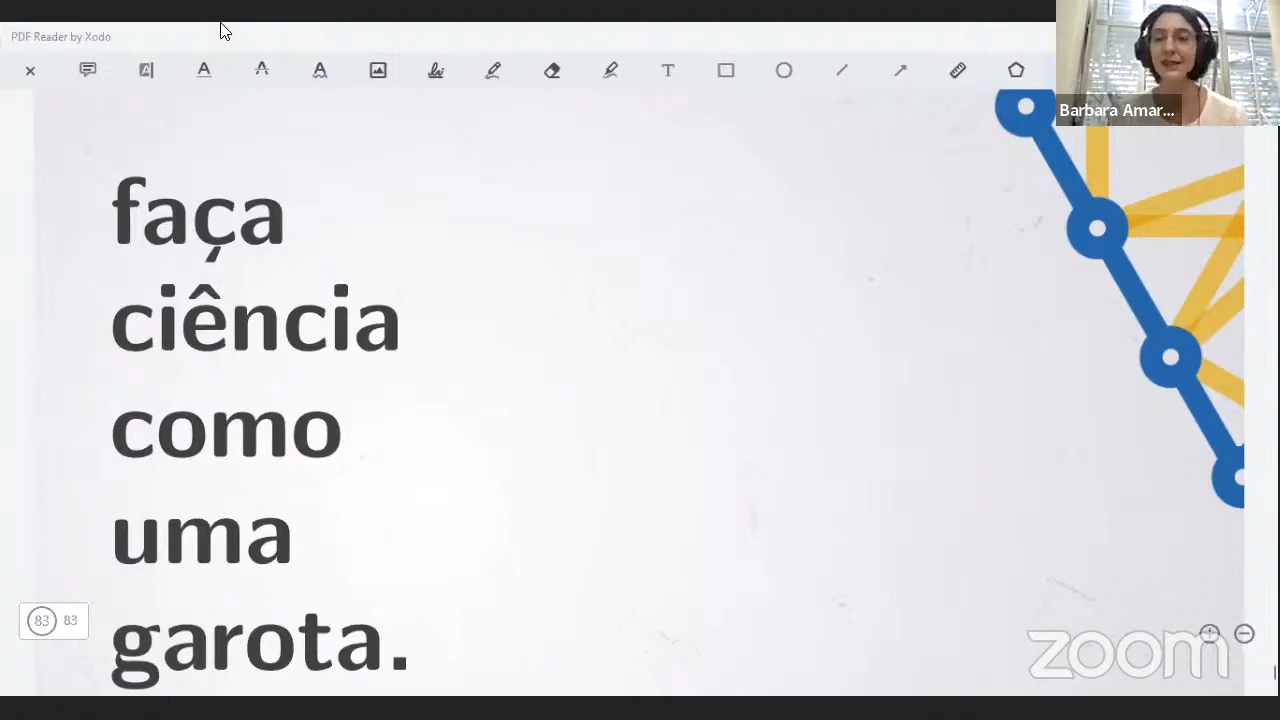 PDF Reader by Xodo
Barbara Amar...
faça
ciência
como
uma
garota.
83 83
zoom